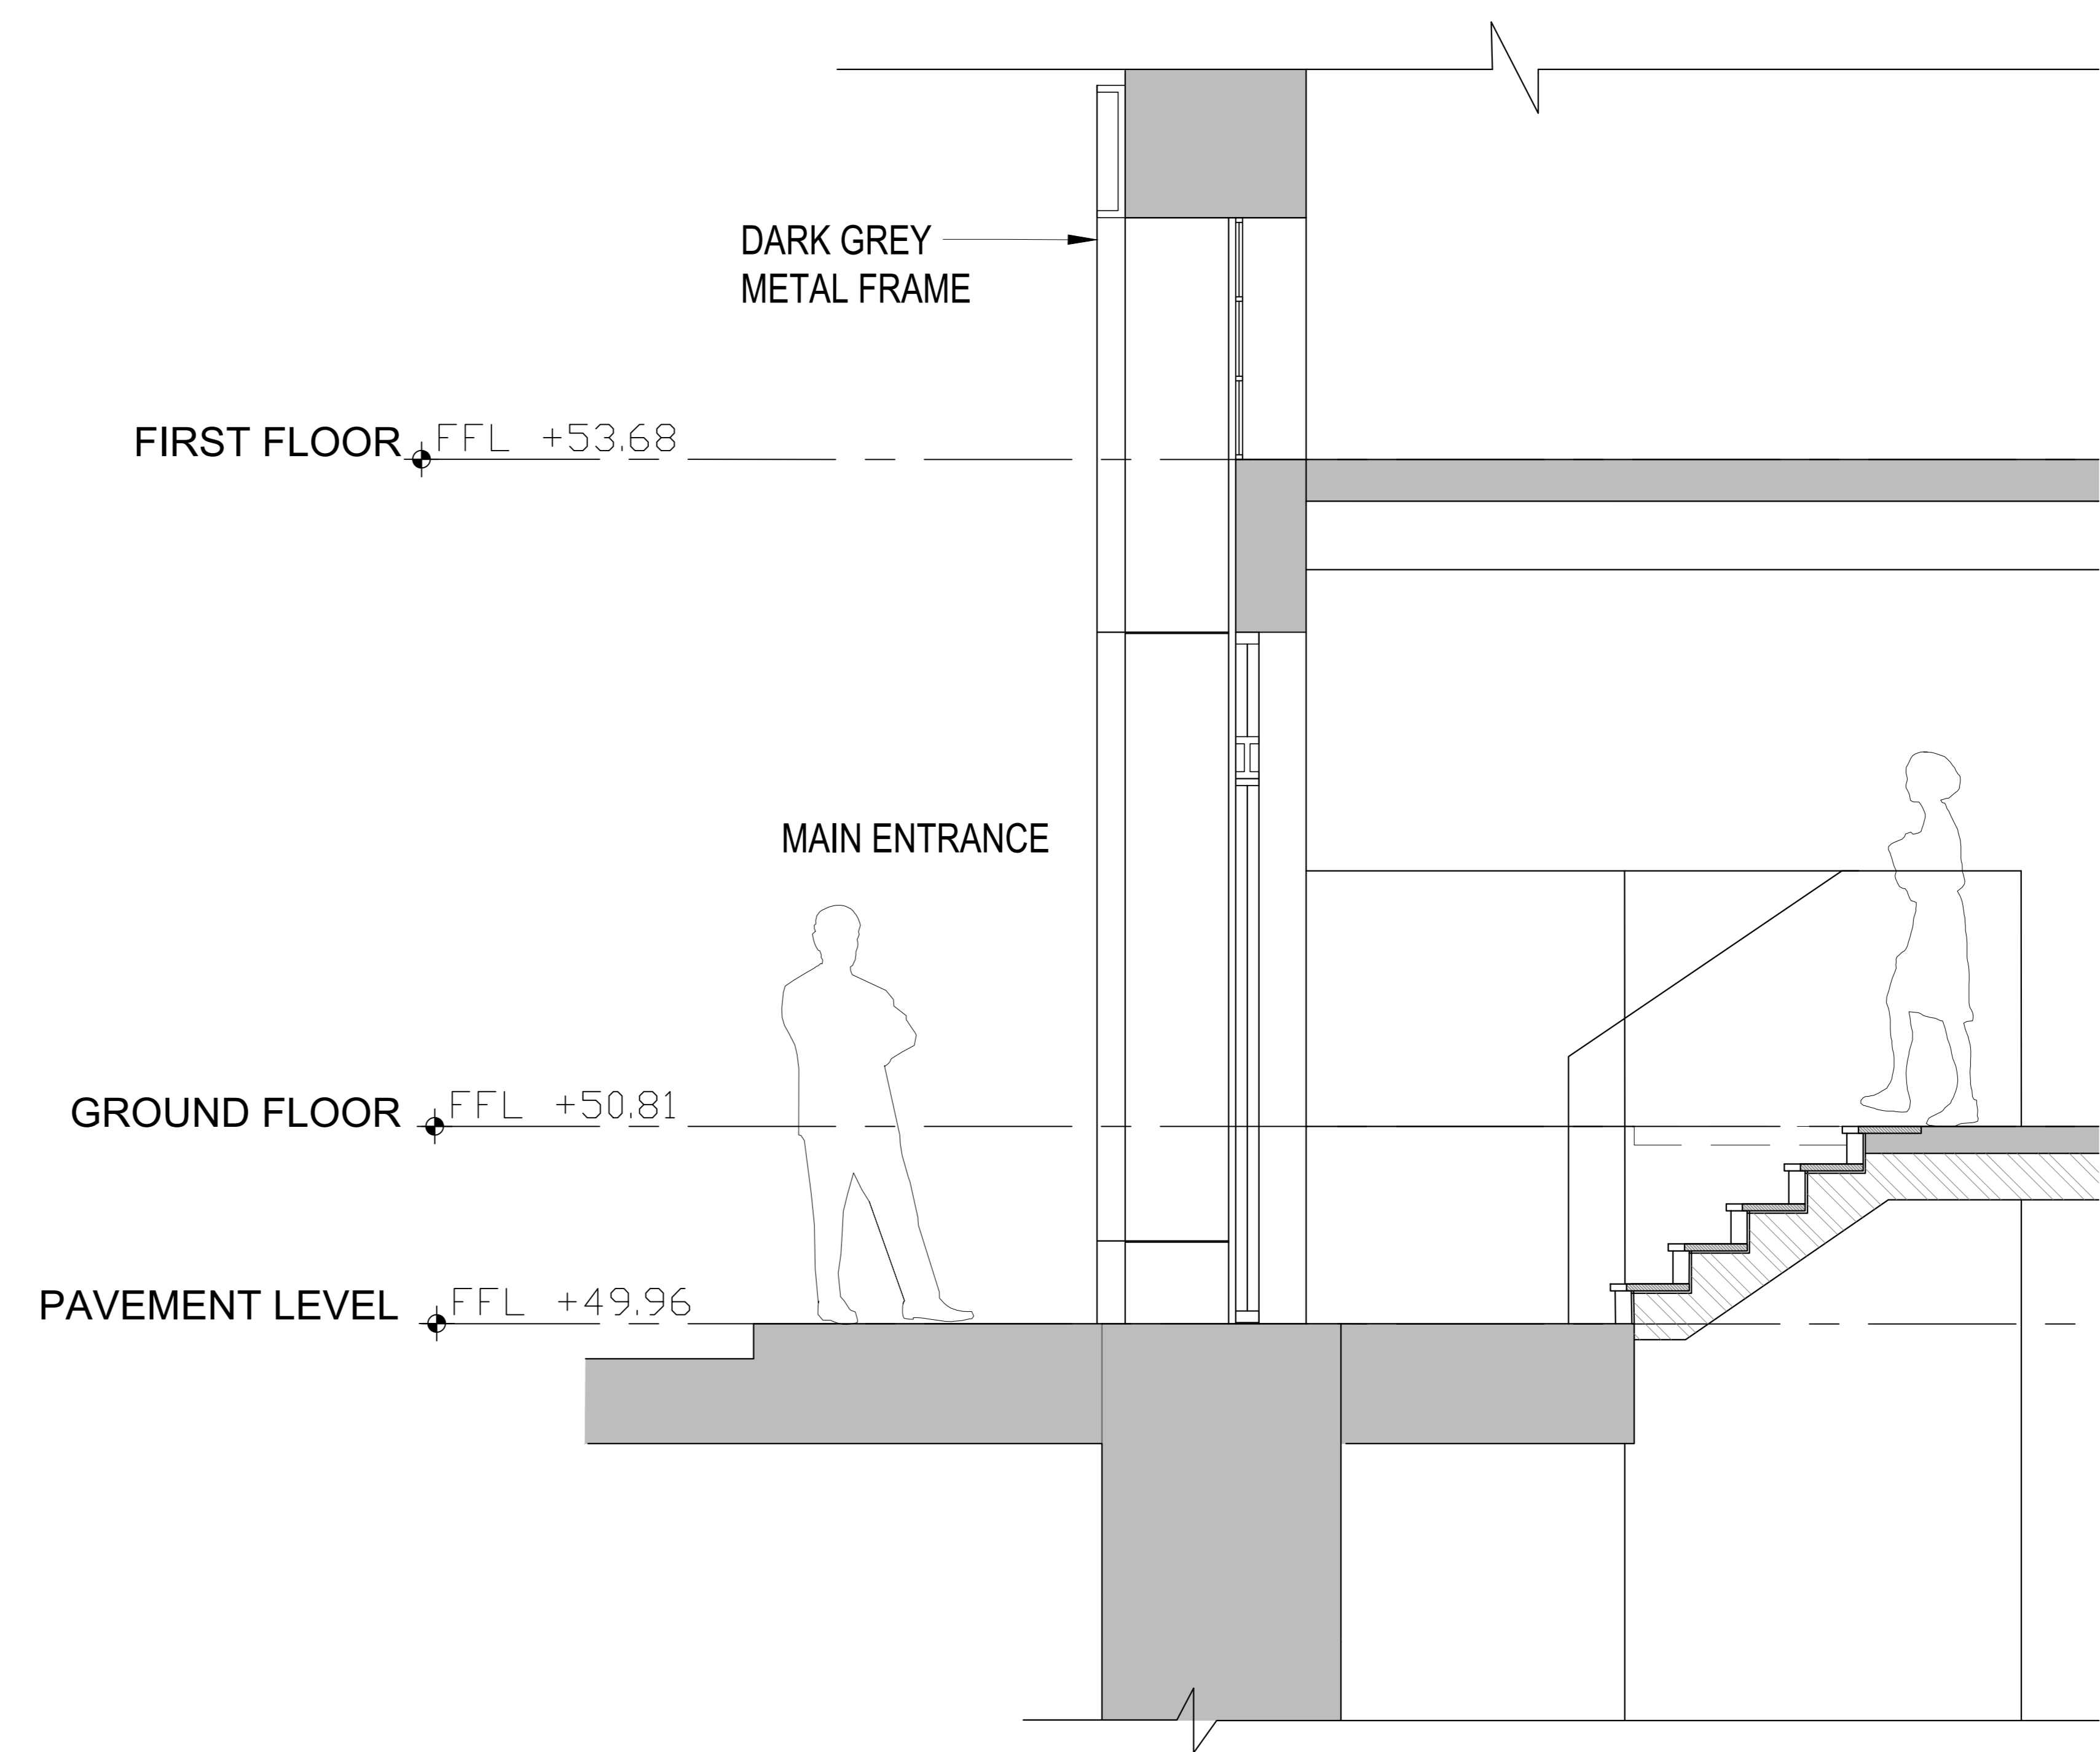 DARK GREY
METAL FRAME
FIRST FLOOR FFL +53.68
MAIN ENTRANCE
GROUND FLOOR FFL +50.81
PAVEMENT LEVEL FFL +49.96